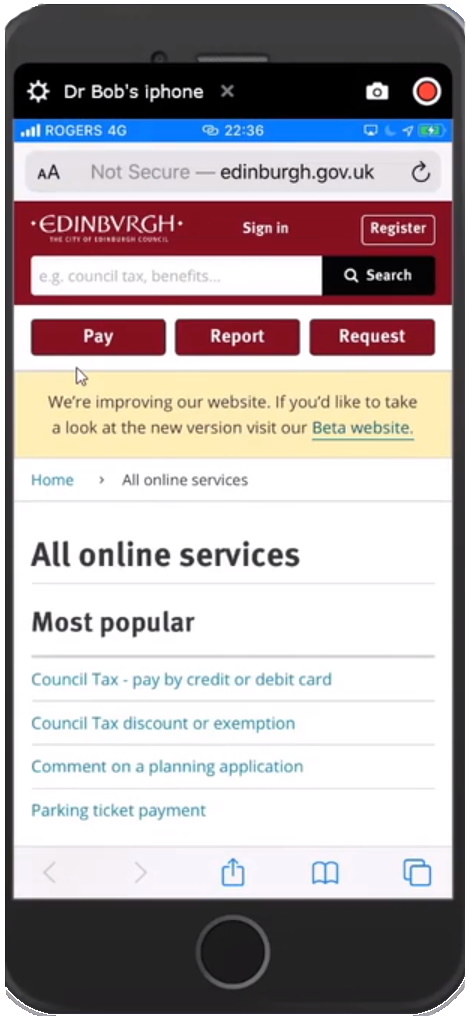 Dr Bob's iphone
ROGERS 4G 22:36
AA Not Secure — edinburgh.gov.uk
·EDINBVRGH·
THE CITY OF EDINBURGH COUNCIL
Sign in
Register
e.g. council tax, benefits...
Search
Pay Report Request
We're improving our website. If you'd like to take
a look at the new version visit our Beta website.
Home > All online services
All online services
Most popular
Council Tax - pay by credit or debit card
Council Tax discount or exemption
Comment on a planning application
Parking ticket payment